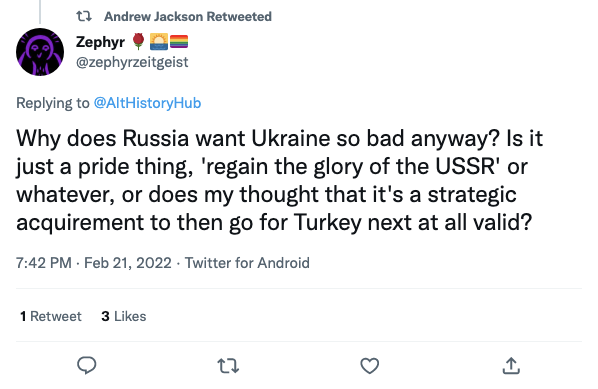 Andrew Jackson Retweeted
Zephyr 🌹🌅🏳️‍🌈
@zephyrzeitgeist
Replying to @AltHistoryHub
Why does Russia want Ukraine so bad anyway? Is it
just a pride thing, 'regain the glory of the USSR' or
whatever, or does my thought that it's a strategic
acquirement to then go for Turkey next at all valid?
7:42 PM · Feb 21, 2022 · Twitter for Android
1 Retweet 3 Likes